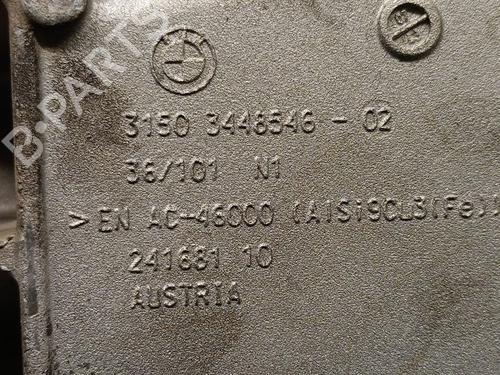 B-PARTS
3150 3448546 - 02
36/101 N1
> EN AC-46000 (AlSi9Cu3(Fe))
241681 10
AUSTRIA